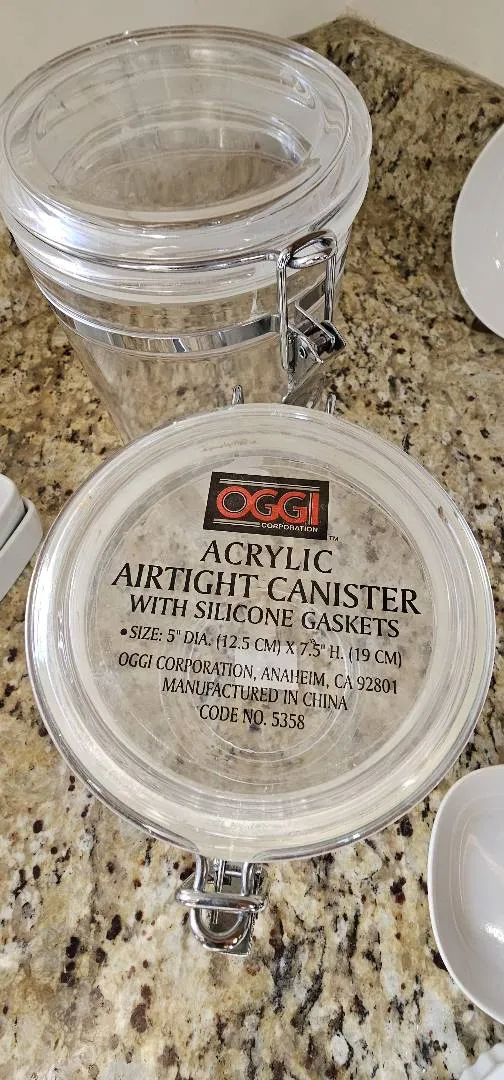 OGGI
CORPORATION
™
ACRYLIC
AIRTIGHT CANISTER
WITH SILICONE GASKETS
• SIZE: 5" DIA. (12.5 CM) X 7.5" H. (19 CM)
OGGI CORPORATION, ANAHEIM, CA 92801
MANUFACTURED IN CHINA
CODE NO. 5358